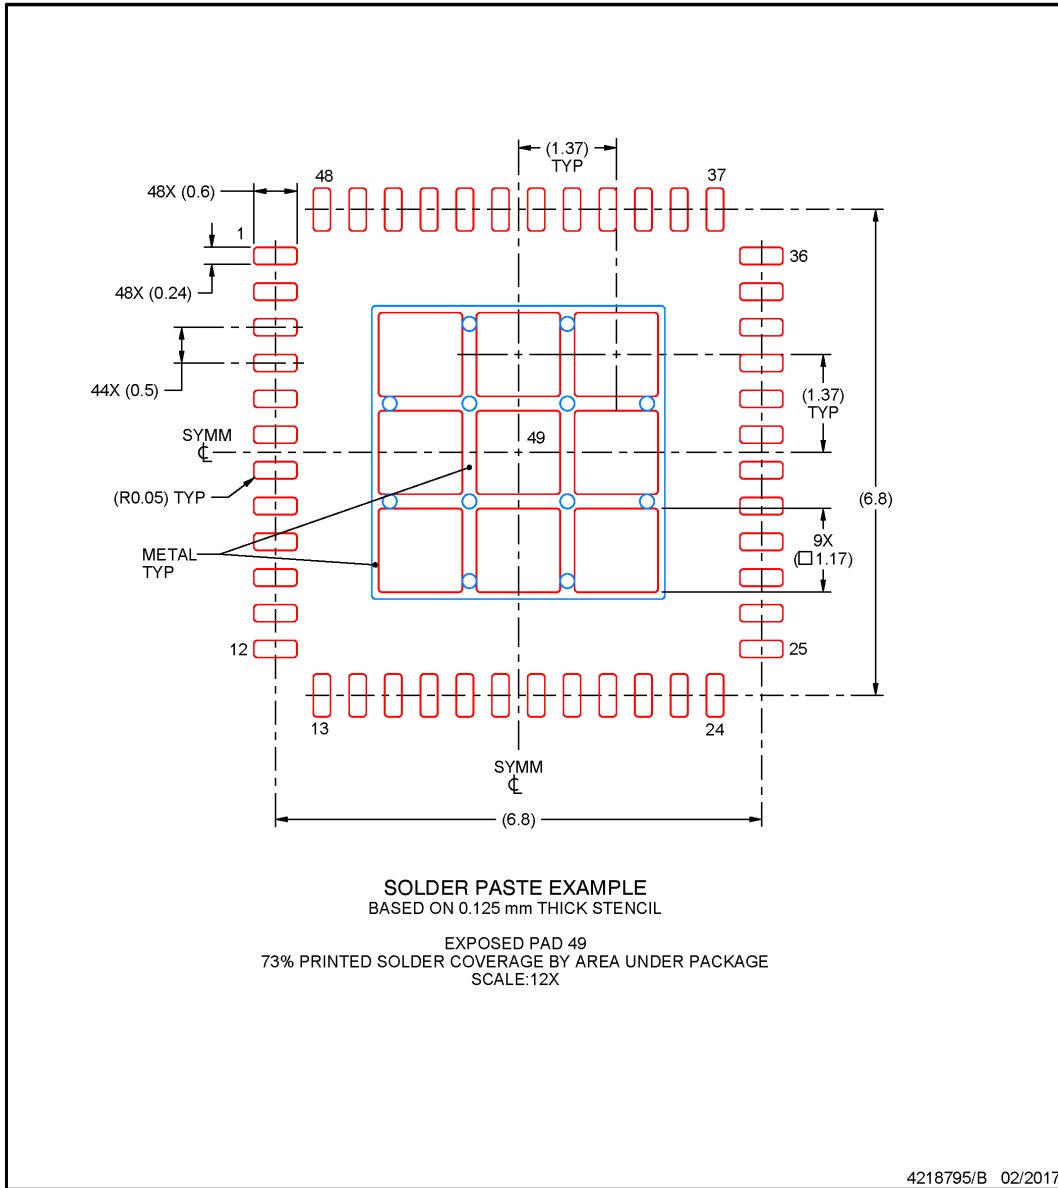 (1.37)
TYP
48
37
48X (0.6)
1
36
48X (0.24)
44X (0.5)
(1.37)
TYP
SYMM
℄
49
(R0.05) TYP
(6.8)
METAL
TYP
9X
(□1.17)
12
25
13
24
SYMM
℄
(6.8)
SOLDER PASTE EXAMPLE
BASED ON 0.125 mm THICK STENCIL
EXPOSED PAD 49
73% PRINTED SOLDER COVERAGE BY AREA UNDER PACKAGE
SCALE:12X
4218795/B 02/2017